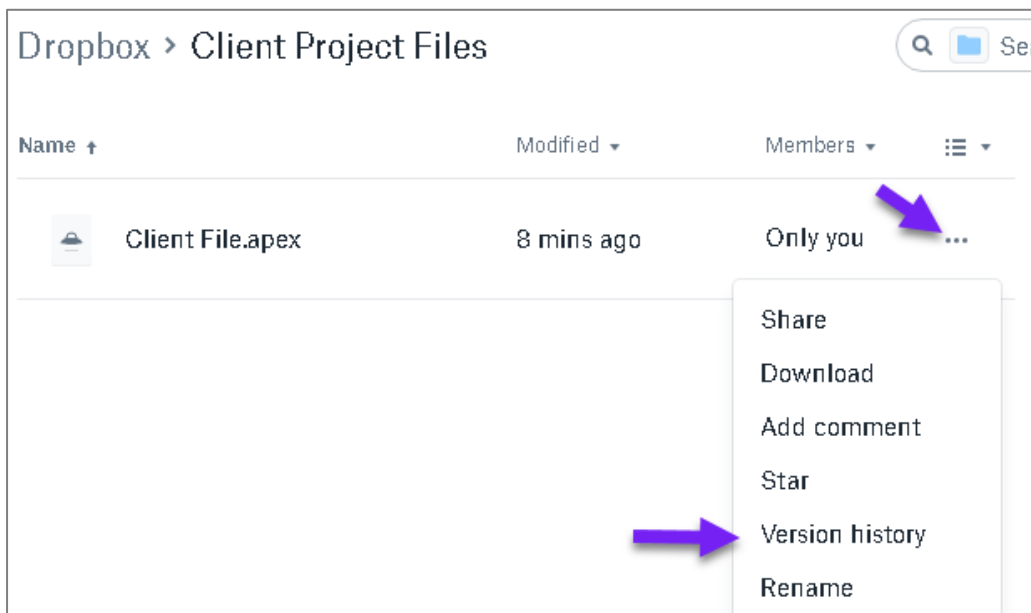 Dropbox > Client Project Files
Name Modified Members
Client File.apex 8 mins ago Only you ...
Share
Download
Add comment
Star
Version history
Rename